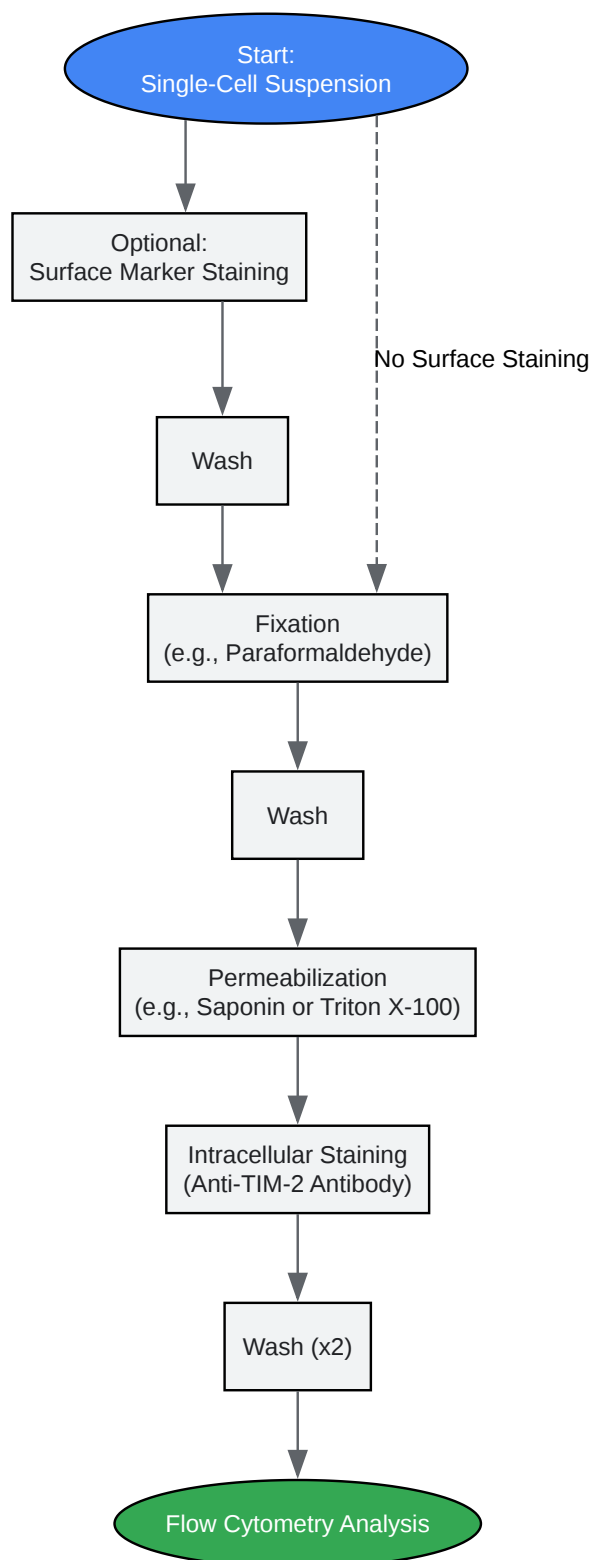 Start:
Single-Cell Suspension
Optional:
Surface Marker Staining
No Surface Staining
Wash
Fixation
(e.g., Paraformaldehyde)
Wash
Permeabilization
(e.g., Saponin or Triton X-100)
Intracellular Staining
(Anti-TIM-2 Antibody)
Wash (x2)
Flow Cytometry Analysis